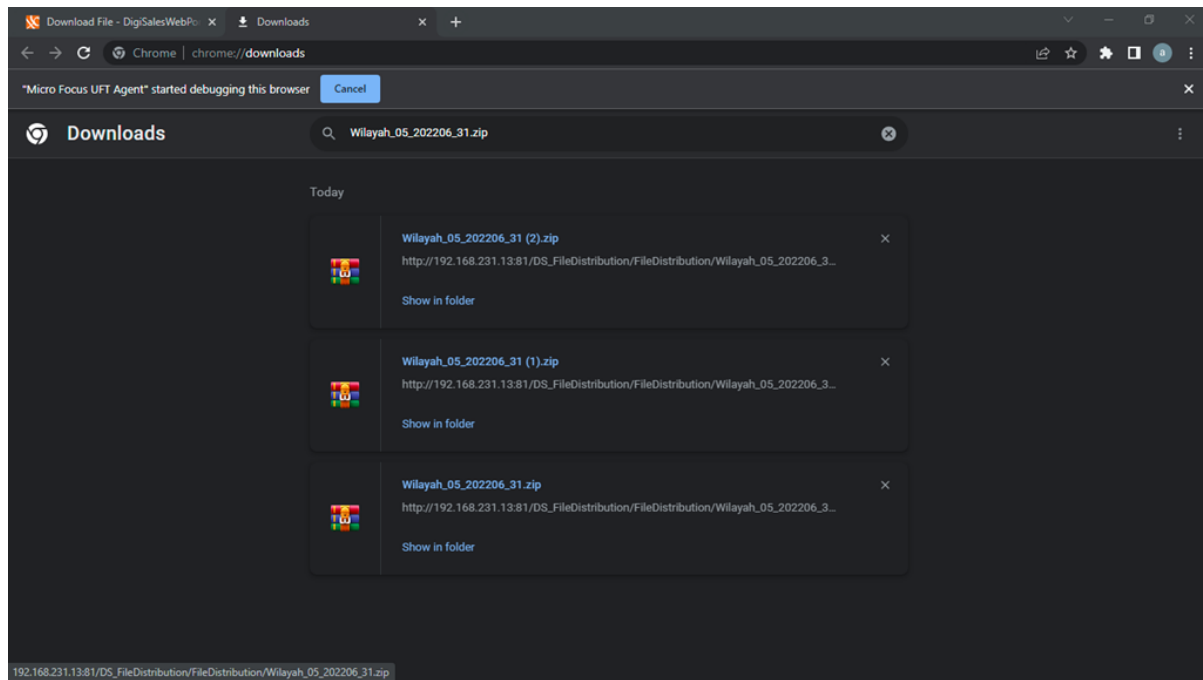 Download File - DigiSalesWebPo
Downloads
Chrome | chrome://downloads
a
"Micro Focus UFT Agent" started debugging this browser
Cancel
Downloads
Wilayah_05_202206_31.zip
Today
Wilayah_05_202206_31 (2).zip
http://192.168.231.13:81/DS_FileDistribution/FileDistribution/Wilayah_05_202206_3...
Show in folder
Wilayah_05_202206_31 (1).zip
http://192.168.231.13:81/DS_FileDistribution/FileDistribution/Wilayah_05_202206_3...
Show in folder
Wilayah_05_202206_31.zip
http://192.168.231.13:81/DS_FileDistribution/FileDistribution/Wilayah_05_202206_3...
Show in folder
192.168.231.13:81/DS_FileDistribution/FileDistribution/Wilayah_05_202206_31.zip